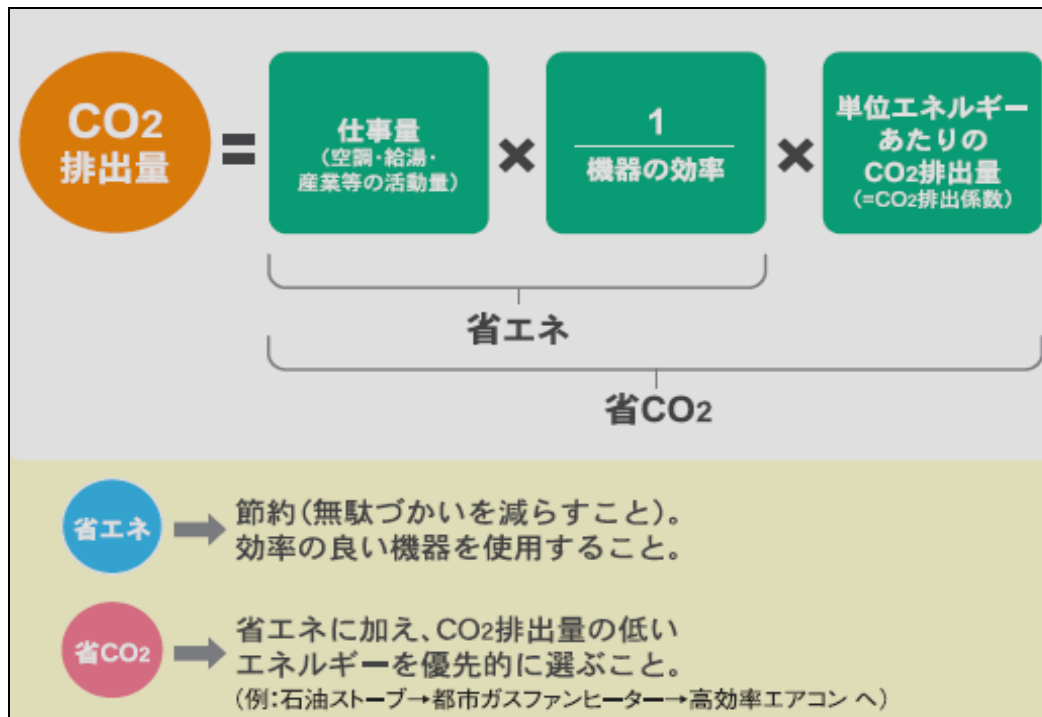 CO2
排出量
=
仕事量
(空調・給湯・
産業等の活動量)
×
1
機器の効率
×
単位エネルギー
あたりの
CO2排出量
(=CO2排出係数)
省エネ
省CO2
省エネ
節約(無駄づかいを減らすこと)。
効率の良い機器を使用すること。
省CO2
省エネに加え、CO2排出量の低い
エネルギーを優先的に選ぶこと。
(例:石油ストーブ→都市ガスファンヒーター→高効率エアコン へ)